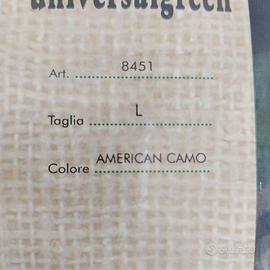 universalgreen
Art. 8451
Taglia L
Colore AMERICAN CAMO